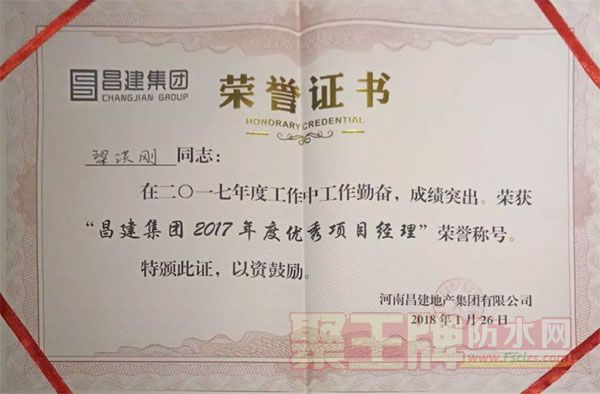 昌建集团
CHANGJIAN GROUP
荣誉证书
HONORARY CREDENTIAL
梁洪刚 同志：
在二〇一七年度工作中工作勤奋，成绩突出。荣获
“昌建集团2017年度优秀项目经理”荣誉称号。
特颁此证，以资鼓励。
河南昌建地产集团有限公司
2018年1月26日
聚王牌防水网
www.Fsclzs.com